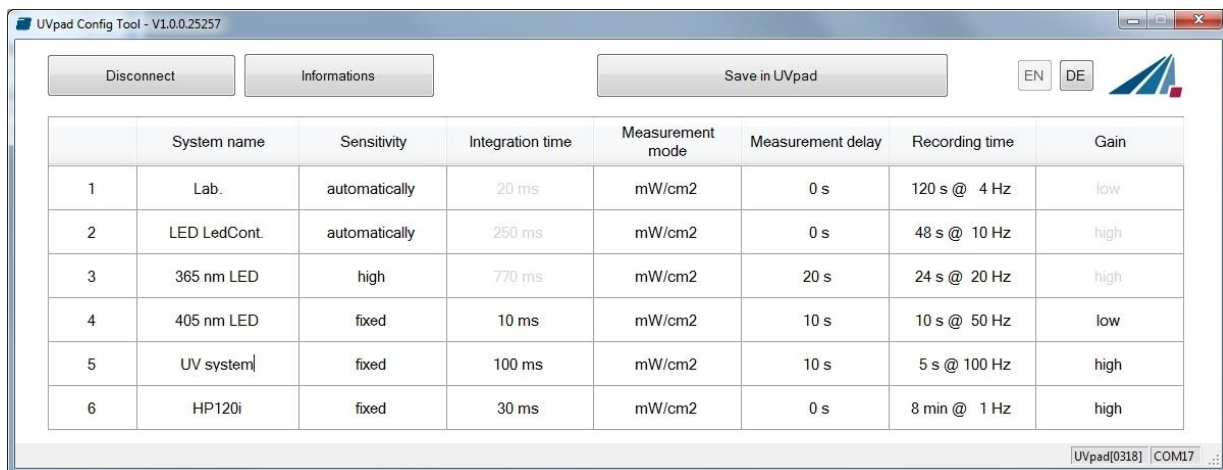 UVpad Config Tool - V1.0.0.25257
Disconnect Informations Save in UVpad EN DE
System name Sensitivity Integration time Measurement mode Measurement delay Recording time Gain
1 Lab. automatically 20 ms mW/cm2 0 s 120 s @ 4 Hz low
2 LED LedCont. automatically 250 ms mW/cm2 0 s 48 s @ 10 Hz high
3 365 nm LED high 770 ms mW/cm2 20 s 24 s @ 20 Hz high
4 405 nm LED fixed 10 ms mW/cm2 10 s 10 s @ 50 Hz low
5 UV system fixed 100 ms mW/cm2 10 s 5 s @ 100 Hz high
6 HP120i fixed 30 ms mW/cm2 0 s 8 min @ 1 Hz high
UVpad[0318] COM17